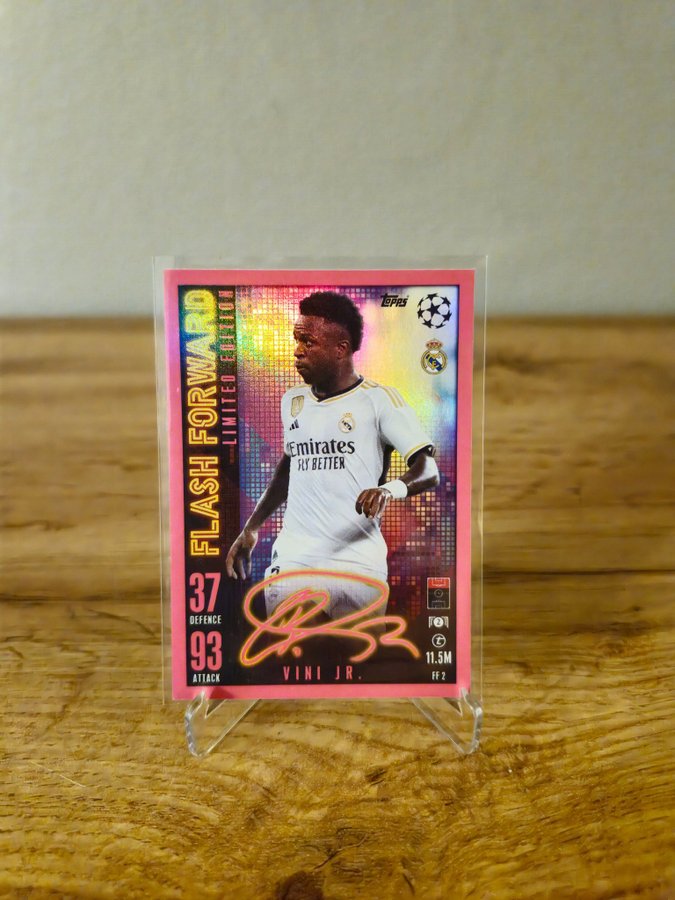 FLASH FORWARD
LIMITED EDITION
Topps
Emirates
FLY BETTER
37
DEFENCE
93
ATTACK
2
11.5M
FF 2
VINI JR.